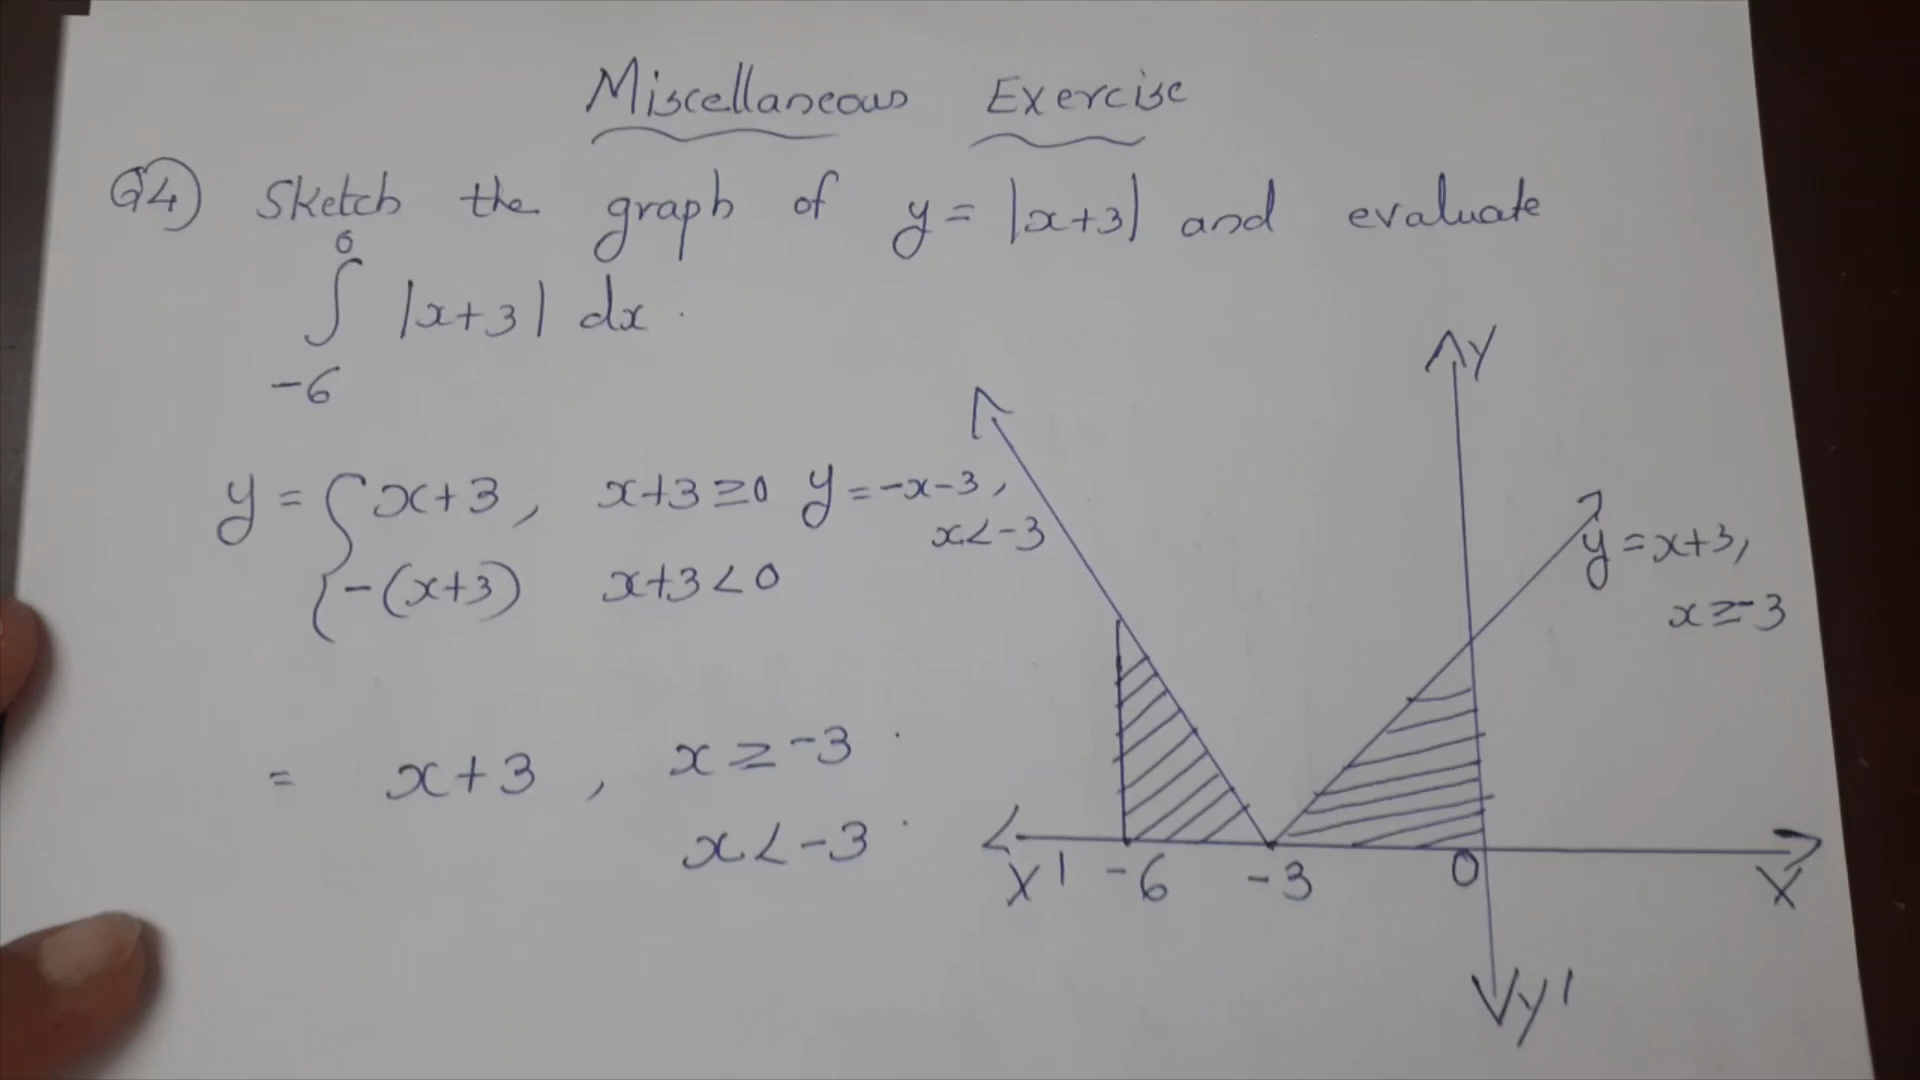 Miscellaneous Exercise
Q4) Sketch the graph of y = |x+3| and evaluate
0
∫ |x+3| dx.
-6
y = { x+3, x+3≥0
-(x+3) x+3<0
= x+3, x≥-3
x<-3
y=-x-3,
x<-3
Y
y=x+3,
x≥-3
X' -6 -3 0 X
Y'